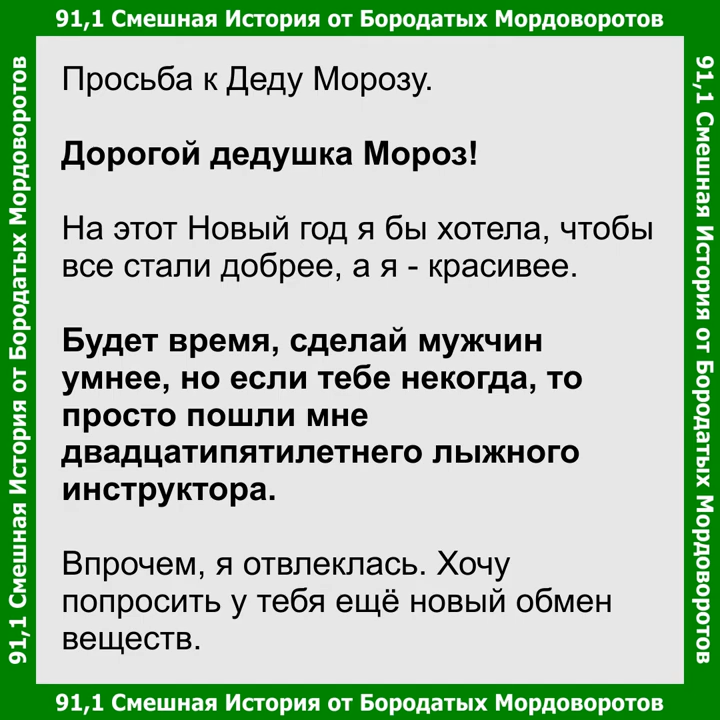 91,1 Смешная История от Бородатых Мордоворотов
91,1 Смешная История от Бородатых Мордоворотов
Просьба к Деду Морозу.
Дорогой дедушка Мороз!
На этот Новый год я бы хотела, чтобы
все стали добрее, а я - красивее.
Будет время, сделай мужчин
умнее, но если тебе некогда, то
просто пошли мне
двадцатипятилетнего лыжного
инструктора.
Впрочем, я отвлеклась. Хочу
попросить у тебя ещё новый обмен
веществ.
91,1 Смешная История от Бородатых Мордоворотов
91,1 Смешная История от Бородатых Мордоворотов